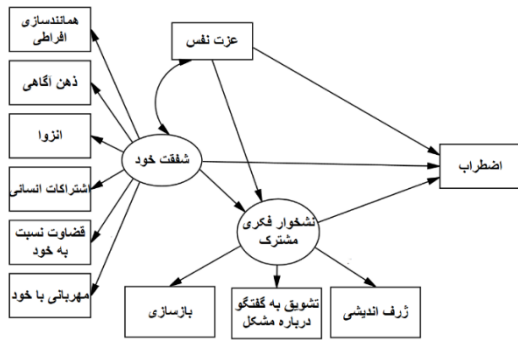 همانندسازی
افراطی
ذهن آگاهی
انزوا
اشتراکات انسانی
قضاوت نسبت
به خود
مهربانی با خود
عزت نفس
شفقت خود
اضطراب
نشخوار فکری
مشترک
بازسازی
تشویق به گفتگو
درباره مشکل
ژرف اندیشی